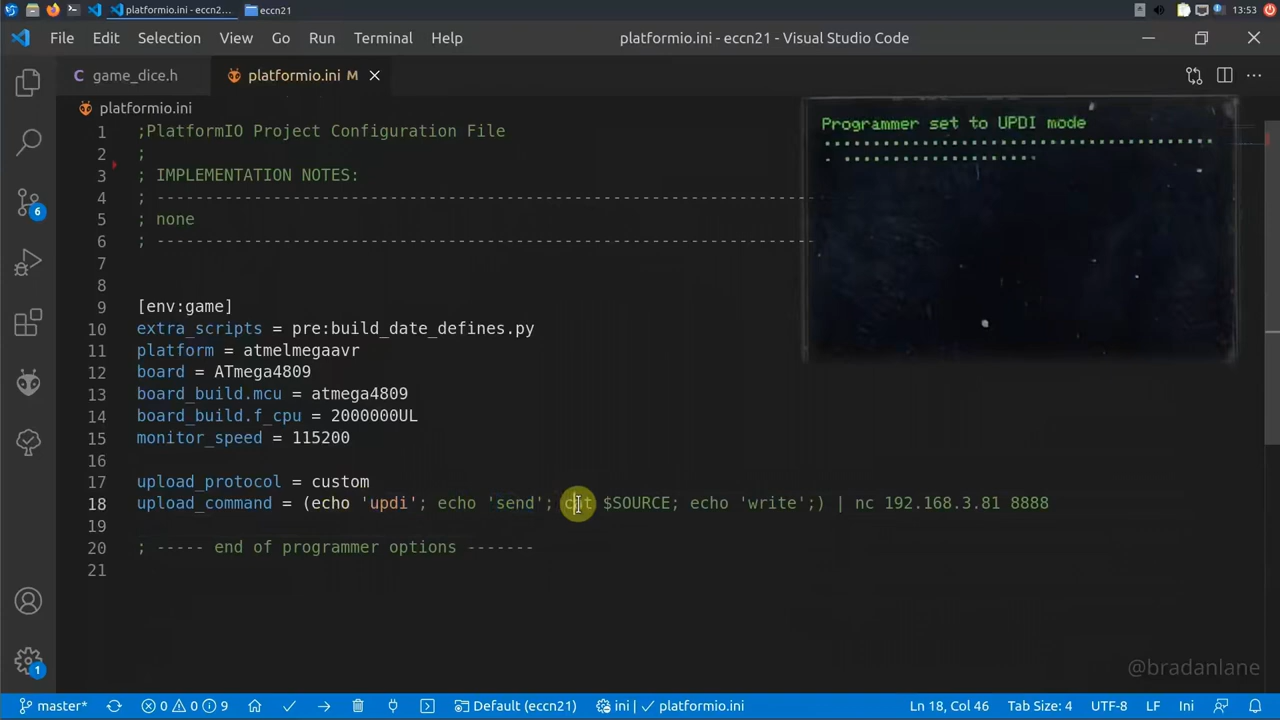 platformio.ini - eccn2...
eccn21
13:53
File Edit Selection View Go Run Terminal Help
platformio.ini - eccn21 - Visual Studio Code
game_dice.h
platformio.ini M
platformio.ini
1 ;PlatformIO Project Configuration File
2 ;
3 ; IMPLEMENTATION NOTES:
4 ; -------------------------------------------------------------------
5 ; none
6 ; -------------------------------------------------------------------
7
8
9 [env:game]
10 extra_scripts = pre:build_date_defines.py
11 platform = atmelmegaavr
12 board = ATmega4809
13 board_build.mcu = atmega4809
14 board_build.f_cpu = 2000000UL
15 monitor_speed = 115200
16
17 upload_protocol = custom
18 upload_command = (echo 'updi'; echo 'send'; cat $SOURCE; echo 'write';) | nc 192.168.3.81 8888
19
20 ; ----- end of programmer options -------
21
Programmer set to UPDI mode
6
1
@bradanlane
master* 0 0 9 Default (eccn21) ini | ✓ platformio.ini Ln 18, Col 46 Tab Size: 4 UTF-8 LF Ini